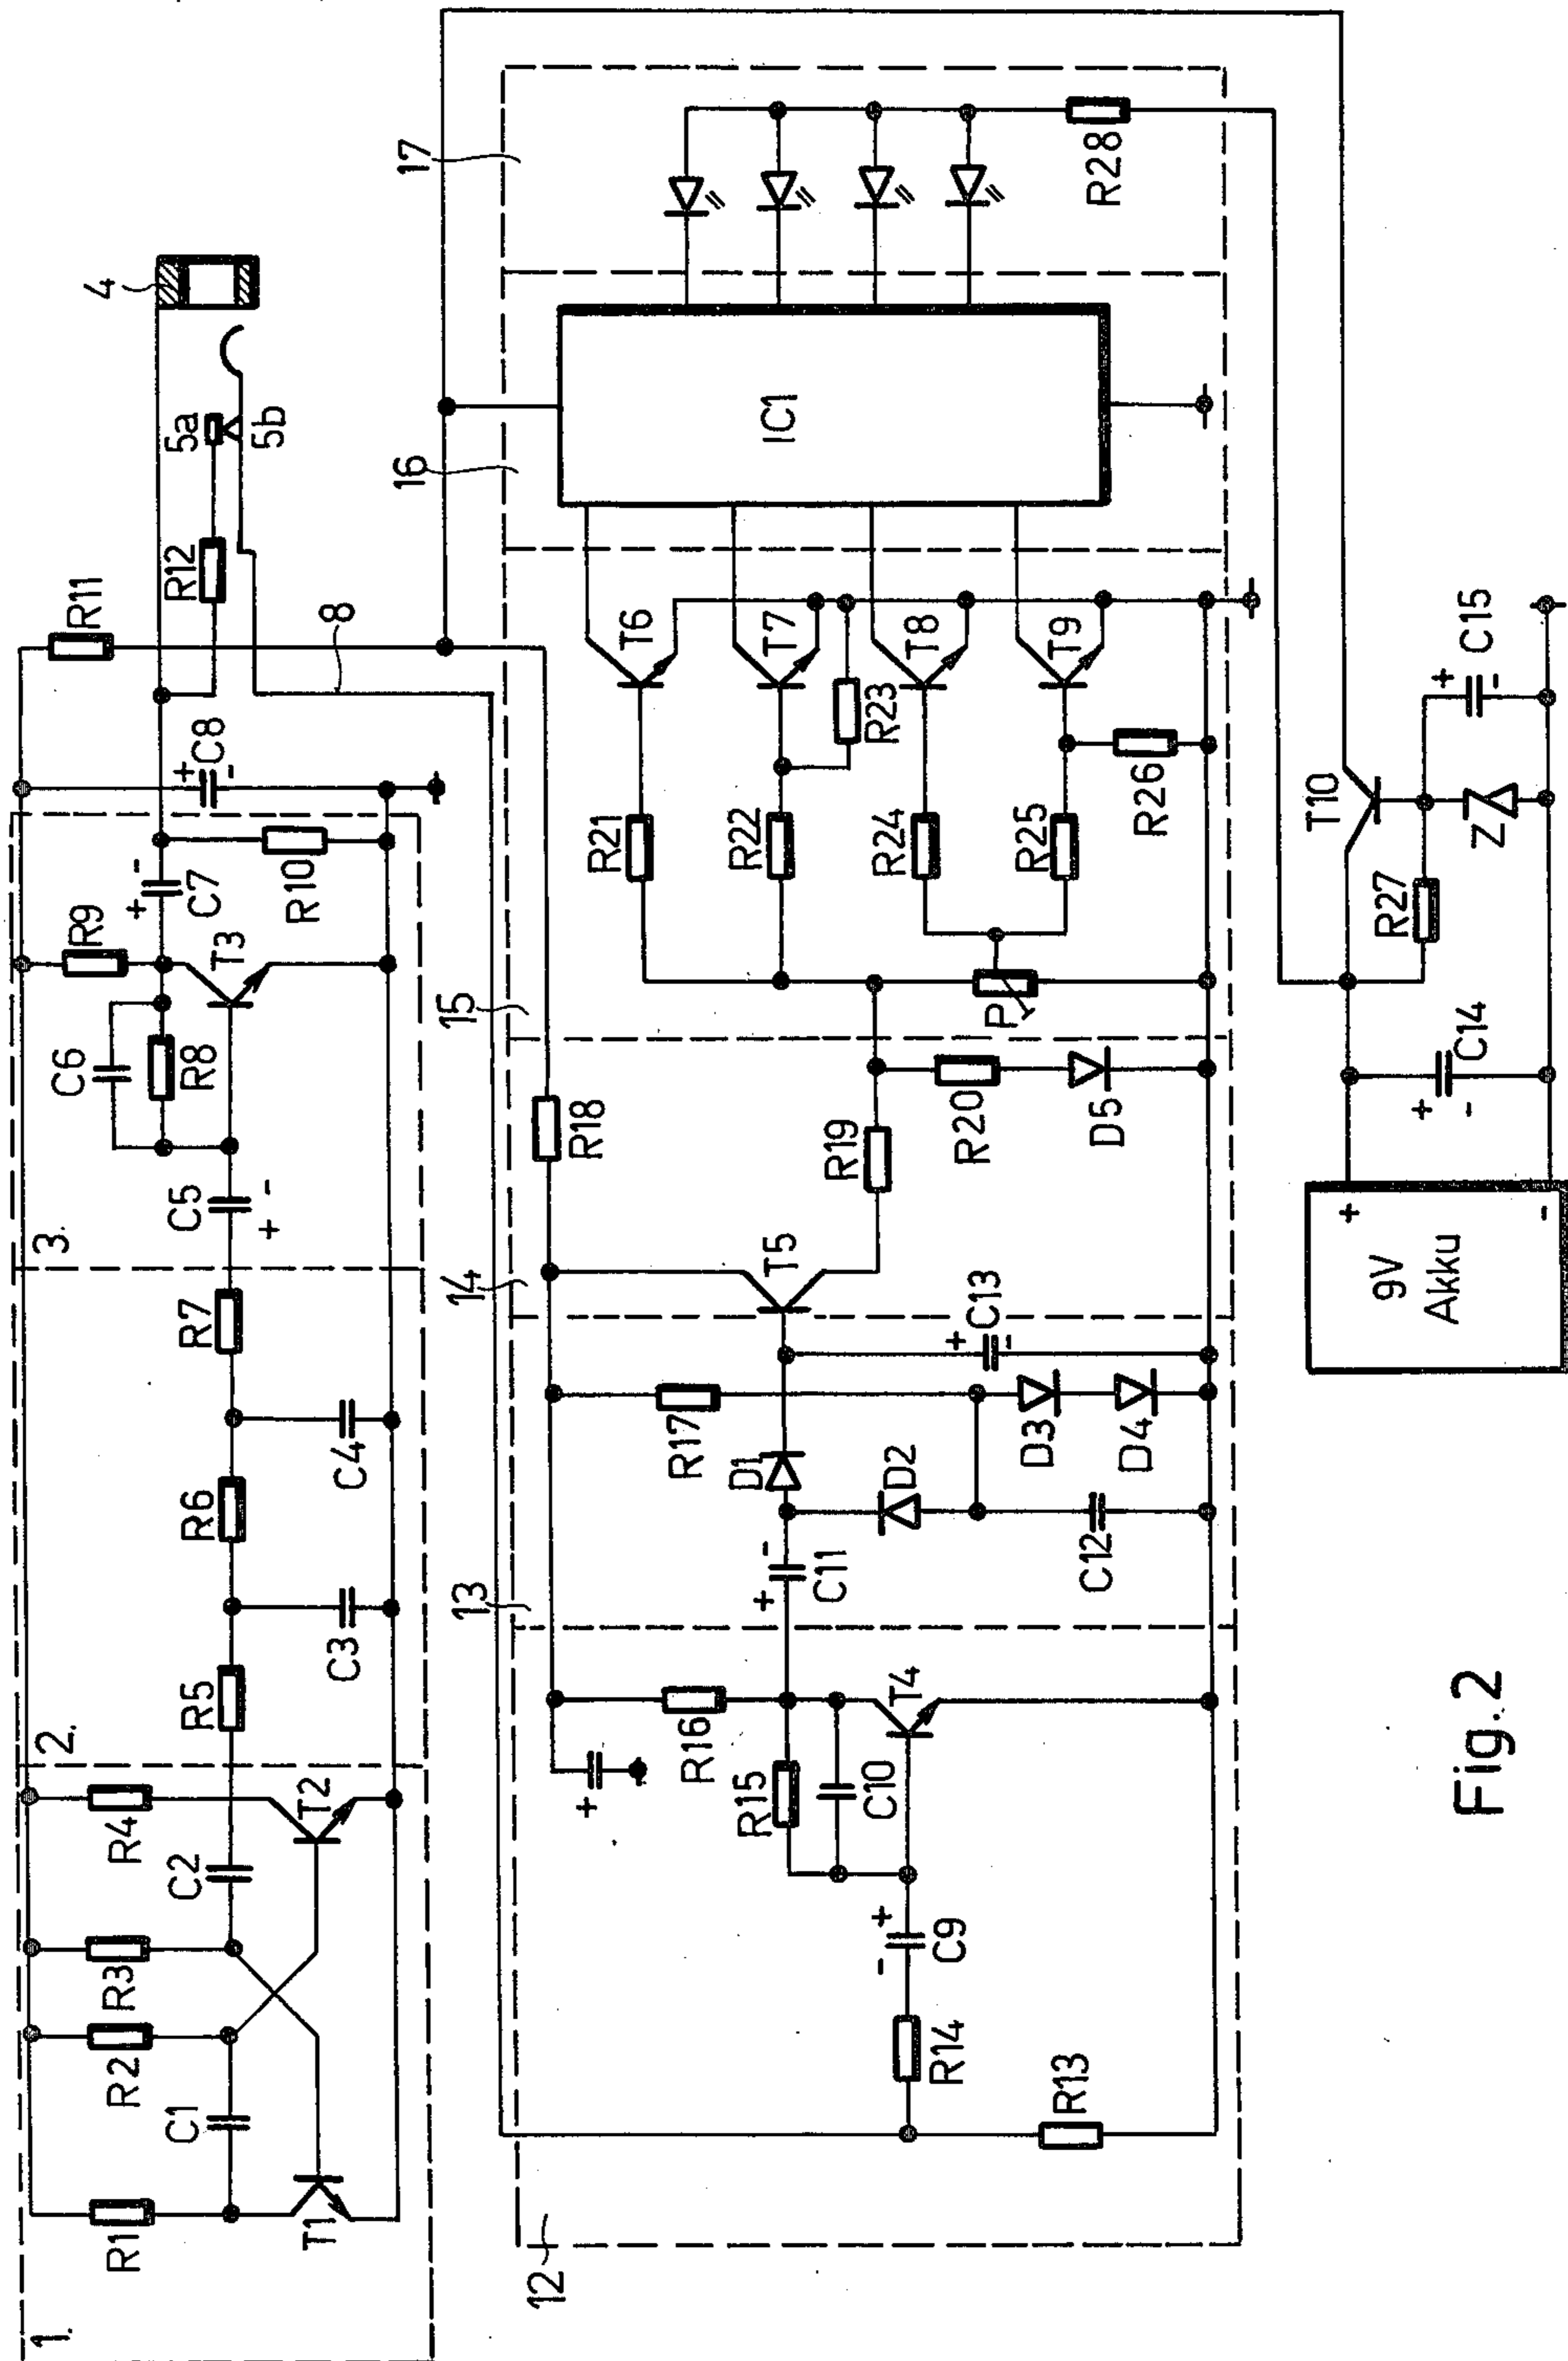 1.
2.
3.
R1
R2
R3
R4
C1
C2
T1
T2
R5
R6
R7
C3
C4
C5
+
-
C6
R8
R9
T3
+
-
C7
R10
+
-
C8
R11
R12
4
5a
5b
8
12
13
14
15
16
17
R13
R14
-
+
C9
R15
C10
R16
T4
+
+
-
C11
C12
D1
D2
R17
D3
D4
+
-
C13
T5
R18
R19
R20
D5
P
R21
R22
R23
R24
R25
R26
T6
T7
T8
T9
IC1
R28
9V
Akku
+
-
+
-
C14
R27
T10
Z
+
-
C15
Fig.2